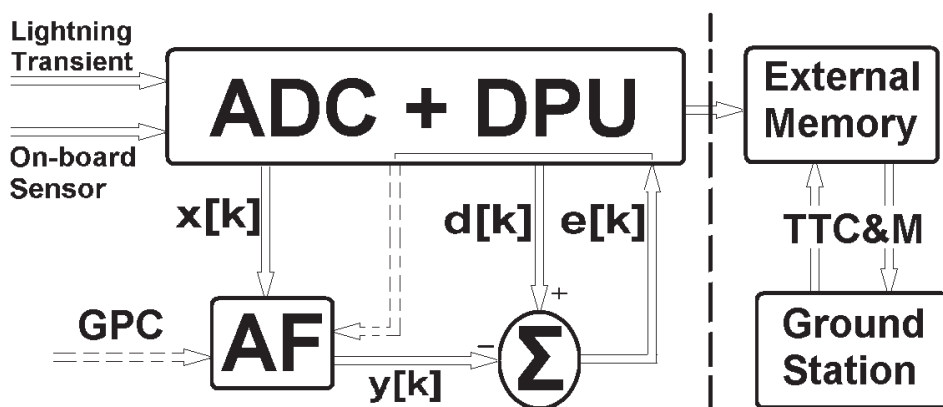 Lightning
Transient
On-board
Sensor
ADC + DPU
External
Memory
x[k]
d[k]
e[k]
TTC&M
+
GPC
AF
-
Σ
y[k]
Ground
Station